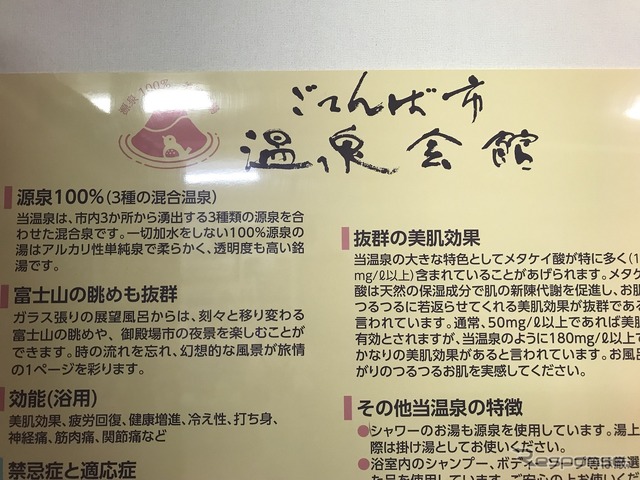 源泉100%
ごてんば市
温泉会館
源泉100%(3種の混合温泉)
当温泉は、市内3か所から湧出する3種類の源泉を合
わせた混合泉です。一切加水をしない100%源泉の
湯はアルカリ性単純泉で柔らかく、透明度も高い銘
湯です。
富士山の眺めも抜群
ガラス張りの展望風呂からは、刻々と移り変わる
富士山の眺めや、御殿場市の夜景を楽しむことが
できます。時の流れを忘れ、幻想的な風景が旅情
の1ページを彩ります。
効能(浴用)
美肌効果、疲労回復、健康増進、冷え性、打ち身、
神経痛、筋肉痛、関節痛など
禁忌症と適応症
抜群の美肌効果
当温泉の大きな特色としてメタケイ酸が特に多く(1
mg/ℓ以上)含まれていることがあげられます。メタケ
酸は天然の保湿成分で肌の新陳代謝を促進し、お肌
つるつるに若返らせてくれる美肌効果が抜群である
言われています。通常、50mg/ℓ以上であれば美肌
有効とされますが、当温泉のように180mg/ℓ以上で
かなりの美肌効果があると言われています。お風呂
がりのつるつるお肌を実感してください。
その他当温泉の特徴
●シャワーのお湯も源泉を使用しています。湯上
際は掛け湯としてお使いください。
●浴室内のシャンプー、ボディーソープ等は厳選
Response.jp